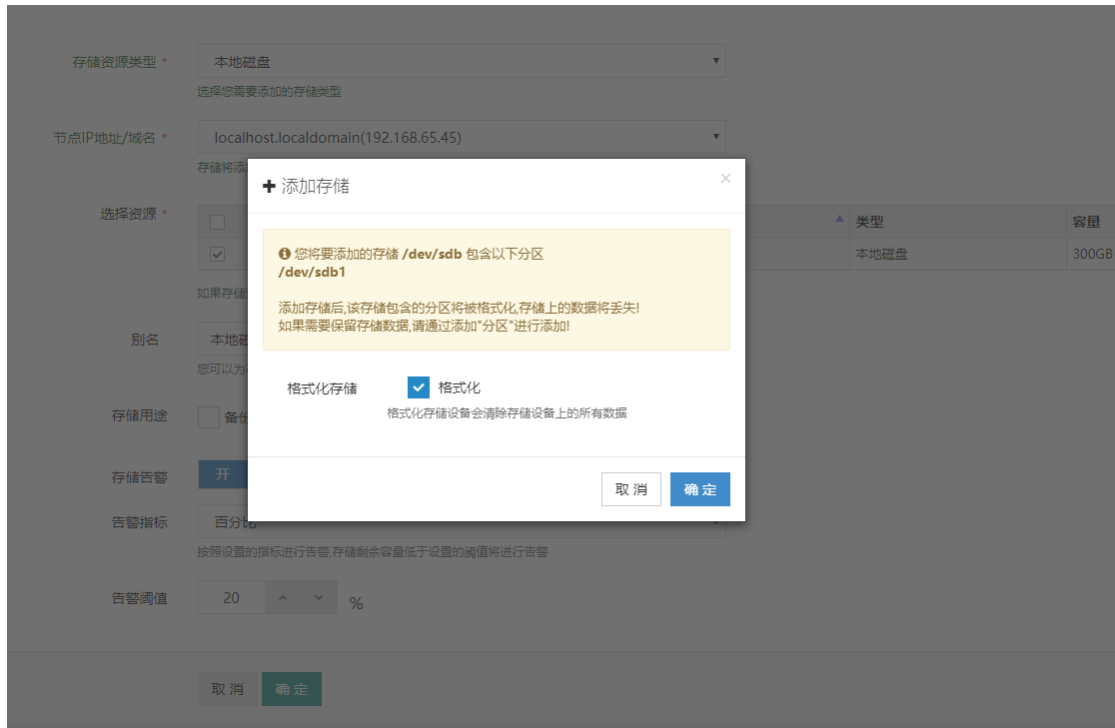 存储资源类型 * 本地磁盘
选择您需要添加的存储类型
节点IP地址/域名 * localhost.localdomain(192.168.65.45)
存储将添
添加存储 ×
选择资源 * 类型 容量
本地磁盘 300GB
您将要添加的存储 /dev/sdb 包含以下分区
/dev/sdb1
如果存储
添加存储后,该存储包含的分区将被格式化,存储上的数据将丢失!
如果需要保留存储数据,请通过添加"分区"进行添加!
别名 本地磁
您可以为
格式化存储 格式化
格式化存储设备会清除存储设备上的所有数据
存储用途 备份
存储告警 开
取消 确定
告警指标 百分比
按照设置的指标进行告警,存储剩余容量低于设置的阈值将进行告警
告警阈值 20 %
取消 确定